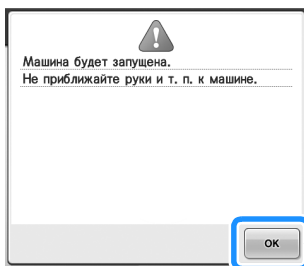 Машина будет запущена.
Не приближайте руки и т. п. к машине.
OK